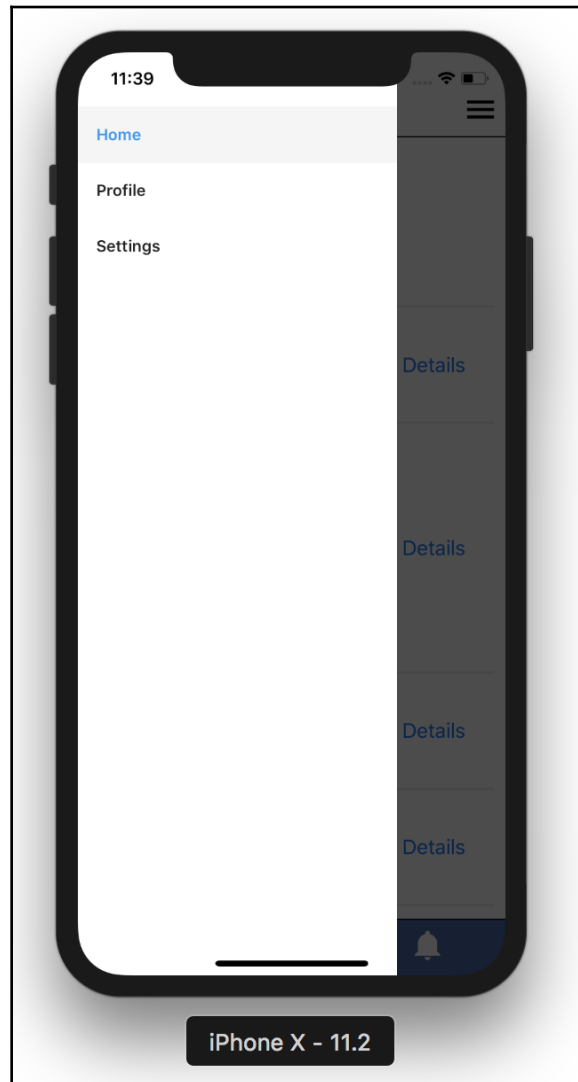 11:39
Home
Profile
Settings
Details
Details
Details
Details
iPhone X - 11.2